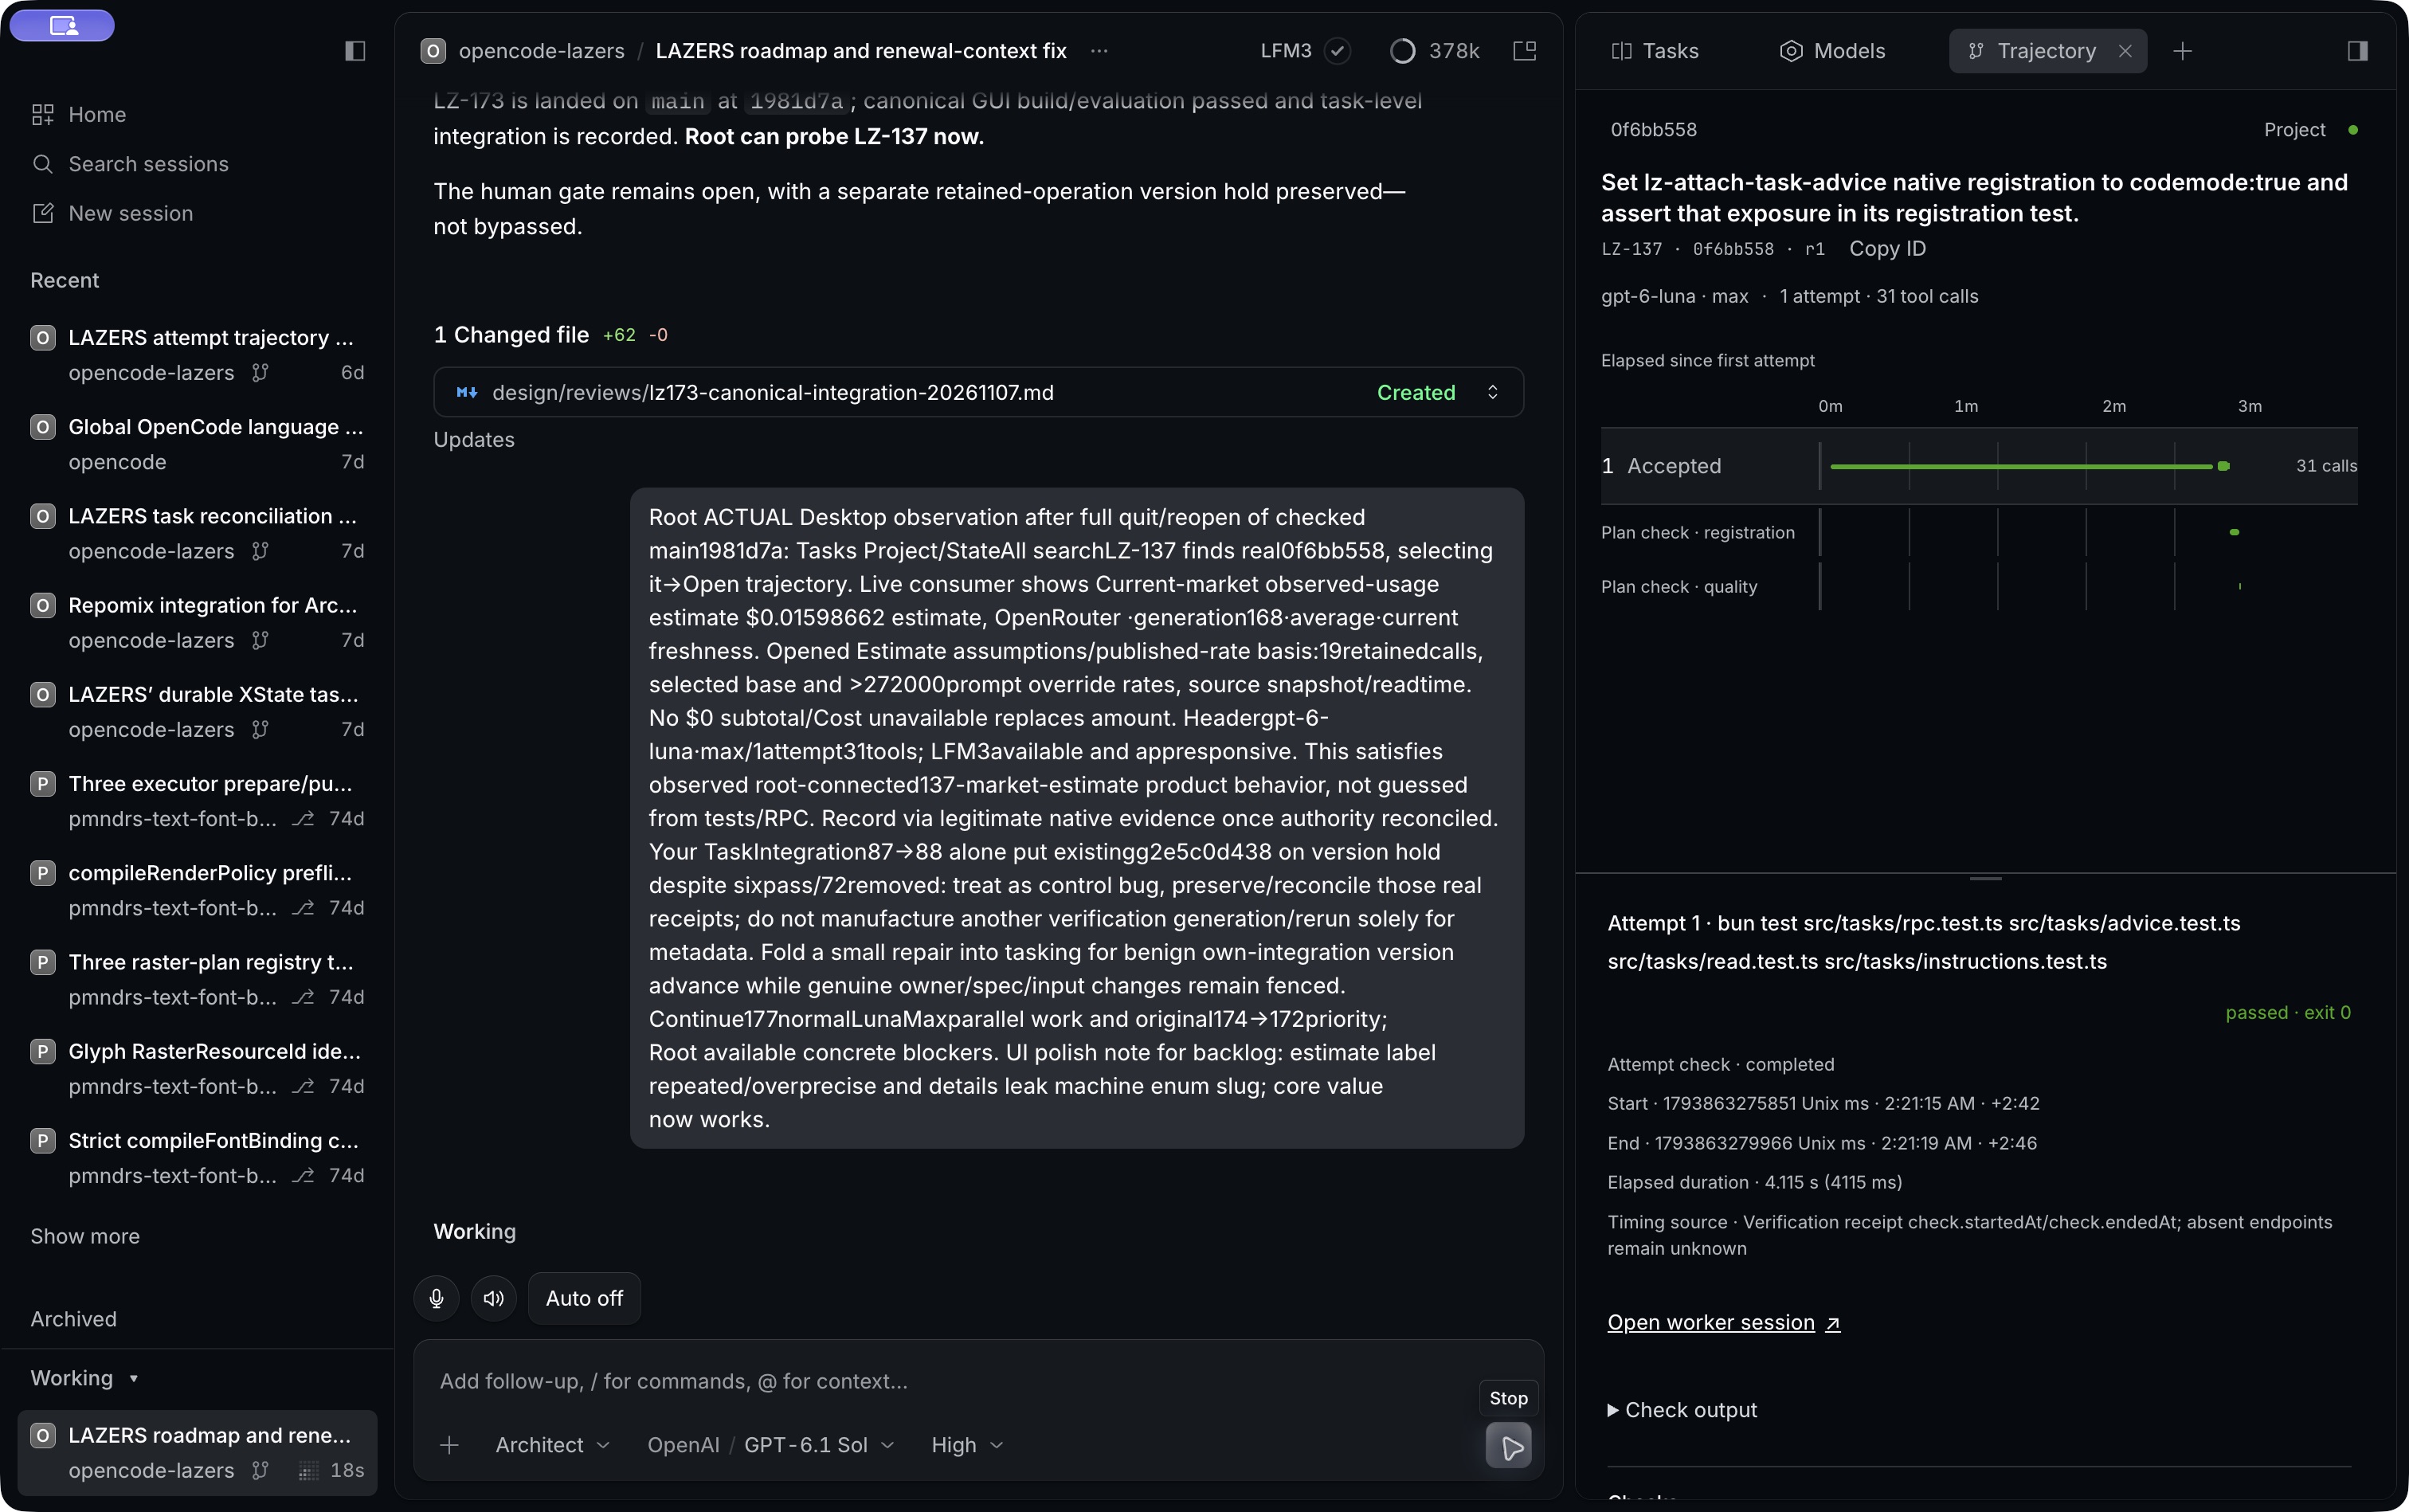 Home
Search sessions
New session
Recent
O LAZERS attempt trajectory ...
opencode-lazers 6d
O Global OpenCode language ...
opencode 7d
O LAZERS task reconciliation ...
opencode-lazers 7d
O Repomix integration for Arc...
opencode-lazers 7d
O LAZERS’ durable XState tas...
opencode-lazers 7d
P Three executor prepare/pu...
pmndrs-text-font-b... 74d
P compileRenderPolicy prefli...
pmndrs-text-font-b... 74d
P Three raster-plan registry t...
pmndrs-text-font-b... 74d
P Glyph RasterResourceId ide...
pmndrs-text-font-b... 74d
P Strict compileFontBinding c...
pmndrs-text-font-b... 74d
Show more
Archived
Working ▾
O LAZERS roadmap and rene...
opencode-lazers 18s
O opencode-lazers / LAZERS roadmap and renewal-context fix ··· LFM3 378k
LZ-173 is landed on main at 1981d7a; canonical GUI build/evaluation passed and task-level
integration is recorded. Root can probe LZ-137 now.
The human gate remains open, with a separate retained-operation version hold preserved—
not bypassed.
1 Changed file +62 -0
design/reviews/lz173-canonical-integration-20261107.md Created
Updates
Root ACTUAL Desktop observation after full quit/reopen of checked
main1981d7a: Tasks Project/StateAll searchLZ-137 finds real0f6bb558, selecting
it→Open trajectory. Live consumer shows Current-market observed-usage
estimate $0.01598662 estimate, OpenRouter ·generation168·average·current
freshness. Opened Estimate assumptions/published-rate basis:19retainedcalls,
selected base and >272000prompt override rates, source snapshot/readtime.
No $0 subtotal/Cost unavailable replaces amount. Headergpt-6-
luna·max/1attempt31tools; LFM3available and appresponsive. This satisfies
observed root-connected137-market-estimate product behavior, not guessed
from tests/RPC. Record via legitimate native evidence once authority reconciled.
Your TaskIntegration87→88 alone put existingg2e5c0d438 on version hold
despite sixpass/72removed: treat as control bug, preserve/reconcile those real
receipts; do not manufacture another verification generation/rerun solely for
metadata. Fold a small repair into tasking for benign own-integration version
advance while genuine owner/spec/input changes remain fenced.
Continue177normalLunaMaxparallel work and original174→172priority;
Root available concrete blockers. UI polish note for backlog: estimate label
repeated/overprecise and details leak machine enum slug; core value
now works.
Working
Auto off
Add follow-up, / for commands, @ for context...
Stop
Architect OpenAI / GPT-6.1 Sol High
Tasks Models Trajectory
0f6bb558 Project
Set lz-attach-task-advice native registration to codemode:true and
assert that exposure in its registration test.
LZ-137 · 0f6bb558 · r1 Copy ID
gpt-6-luna · max · 1 attempt · 31 tool calls
Elapsed since first attempt
0m 1m 2m 3m
1 Accepted 31 calls
Plan check · registration
Plan check · quality
Attempt 1 · bun test src/tasks/rpc.test.ts src/tasks/advice.test.ts
src/tasks/read.test.ts src/tasks/instructions.test.ts
passed · exit 0
Attempt check · completed
Start · 1793863275851 Unix ms · 2:21:15 AM · +2:42
End · 1793863279966 Unix ms · 2:21:19 AM · +2:46
Elapsed duration · 4.115 s (4115 ms)
Timing source · Verification receipt check.startedAt/check.endedAt; absent endpoints
remain unknown
Open worker session ↗
▶ Check output